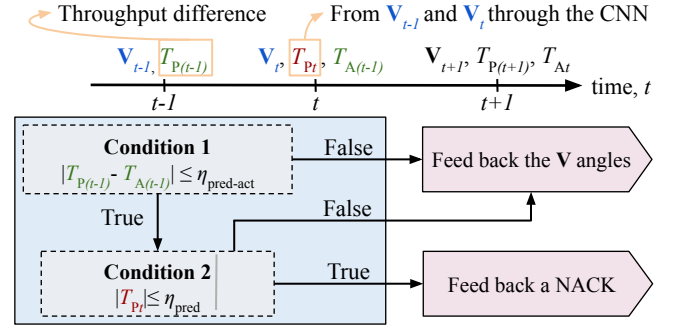 Throughput difference
From V_{t-1} and V_t through the CNN
V_{t-1}, T_{P(t-1)}
V_t, T_{Pt}, T_{A(t-1)}
V_{t+1}, T_{P(t+1)}, T_{At}
t-1
t
t+1
time, t
Condition 1
|T_{P(t-1)}- T_{A(t-1)}| ≤ η_{pred-act}
False
Feed back the V angles
True
False
Condition 2
|T_{Pt}|≤ η_{pred}
True
Feed back a NACK